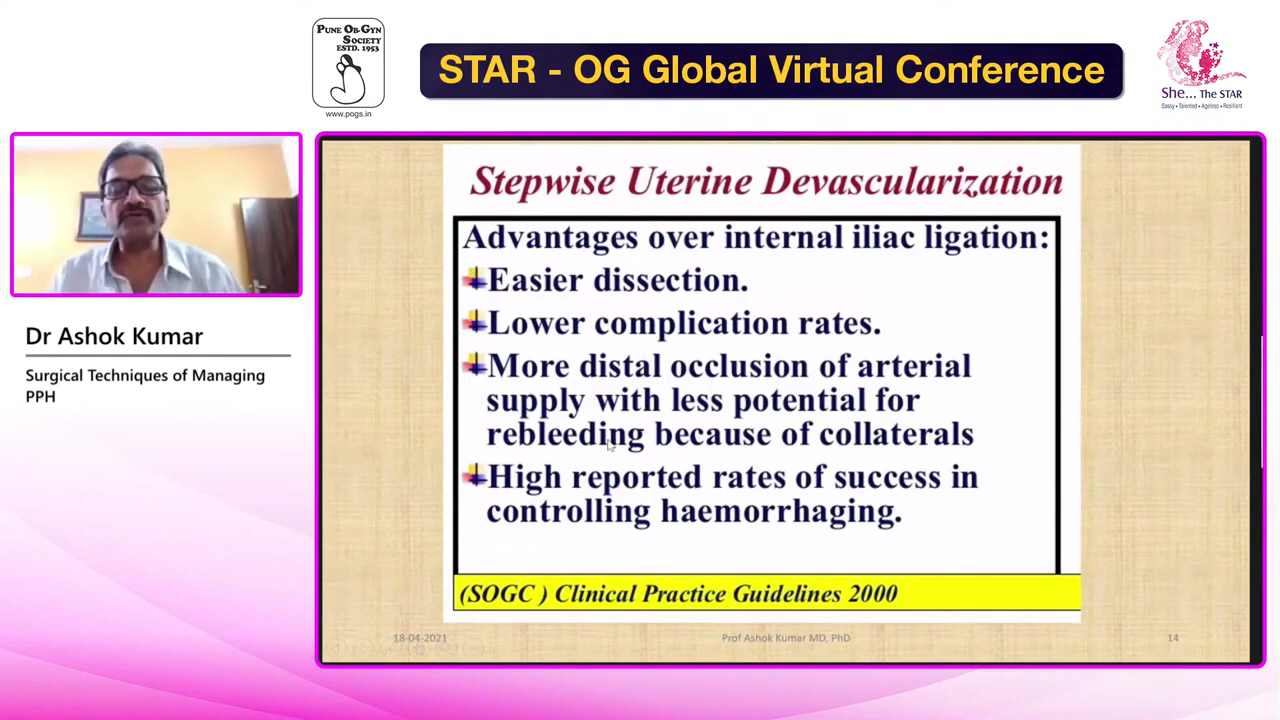 PUNE OB-GYN
SOCIETY
ESTD. 1953
www.pogs.in
STAR - OG Global Virtual Conference
She... The STAR
Sassy • Talented • Ageless • Resilient
Dr Ashok Kumar
Surgical Techniques of Managing
PPH
Stepwise Uterine Devascularization
Advantages over internal iliac ligation:
Easier dissection.
Lower complication rates.
More distal occlusion of arterial
supply with less potential for
rebleeding because of collaterals
High reported rates of success in
controlling haemorrhaging.
(SOGC ) Clinical Practice Guidelines 2000
18-04-2021
Prof Ashok Kumar MD, PhD
14